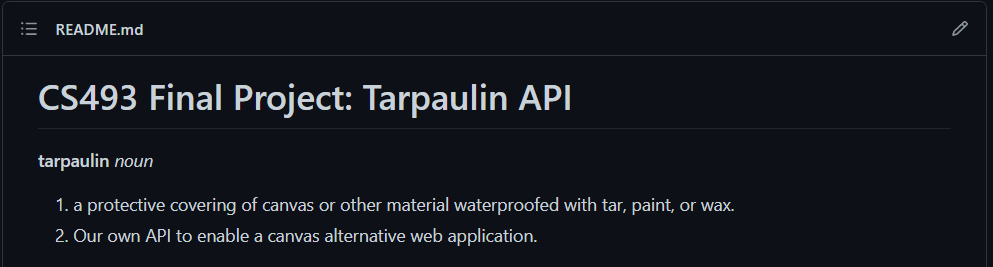 README.md
CS493 Final Project: Tarpaulin API
tarpaulin noun
1. a protective covering of canvas or other material waterproofed with tar, paint, or wax.
2. Our own API to enable a canvas alternative web application.